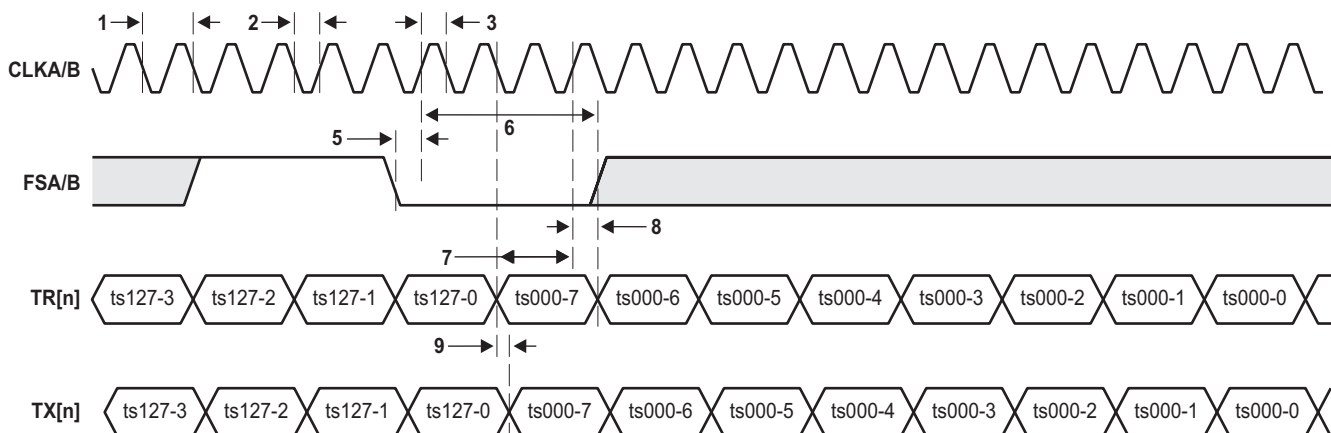 1 2 3
CLKA/B
6
5
FSA/B
8
7
TR[n] ts127-3 ts127-2 ts127-1 ts127-0 ts000-7 ts000-6 ts000-5 ts000-4 ts000-3 ts000-2 ts000-1 ts000-0
9
TX[n] ts127-3 ts127-2 ts127-1 ts127-0 ts000-7 ts000-6 ts000-5 ts000-4 ts000-3 ts000-2 ts000-1 ts000-0